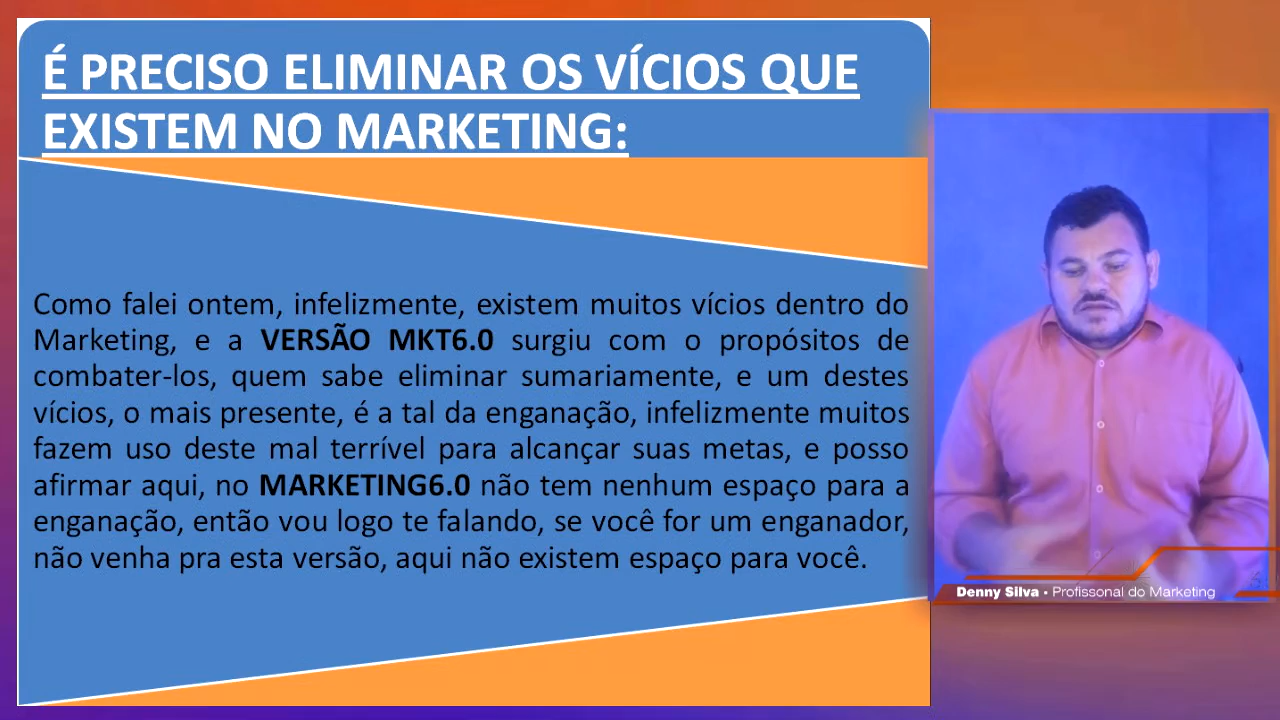 É PRECISO ELIMINAR OS VÍCIOS QUE
EXISTEM NO MARKETING:
Como falei ontem, infelizmente, existem muitos vícios dentro do
Marketing, e a VERSÃO MKT6.0 surgiu com o propósitos de
combater-los, quem sabe eliminar sumariamente, e um destes
vícios, o mais presente, é a tal da enganação, infelizmente muitos
fazem uso deste mal terrível para alcançar suas metas, e posso
afirmar aqui, no MARKETING6.0 não tem nenhum espaço para a
enganação, então vou logo te falando, se você for um enganador,
não venha pra esta versão, aqui não existem espaço para você.
Denny Silva • Profissonal do Marketing